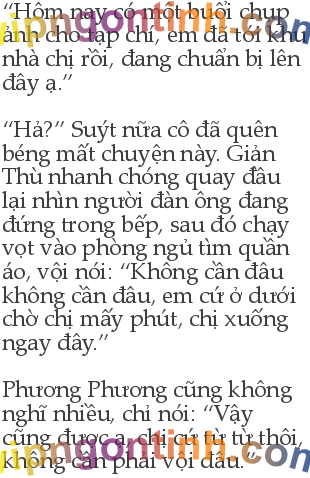 “Hôm nay có một buổi chụp
ảnh cho tạp chí, em đã tới khu
nhà chị rồi, đang chuẩn bị lên
đây ạ.”
“Hả?” Suýt nữa cô đã quên
béng mất chuyện này. Giản
Thù nhanh chóng quay đầu
lại nhìn người đàn ông đang
đứng trong bếp, sau đó chạy
vọt vào phòng ngủ tìm quần
áo, vội nói: “Không cần đâu
không cần đâu, em cứ ở dưới
chờ chị mấy phút, chị xuống
ngay đây.”
Phương Phương cũng không
nghĩ nhiều, chỉ nói: “Vậy
cũng được ạ, chị cứ từ từ thôi,
không cần phải vội đâu.”
vipngontinh.com
vipngontinh.com